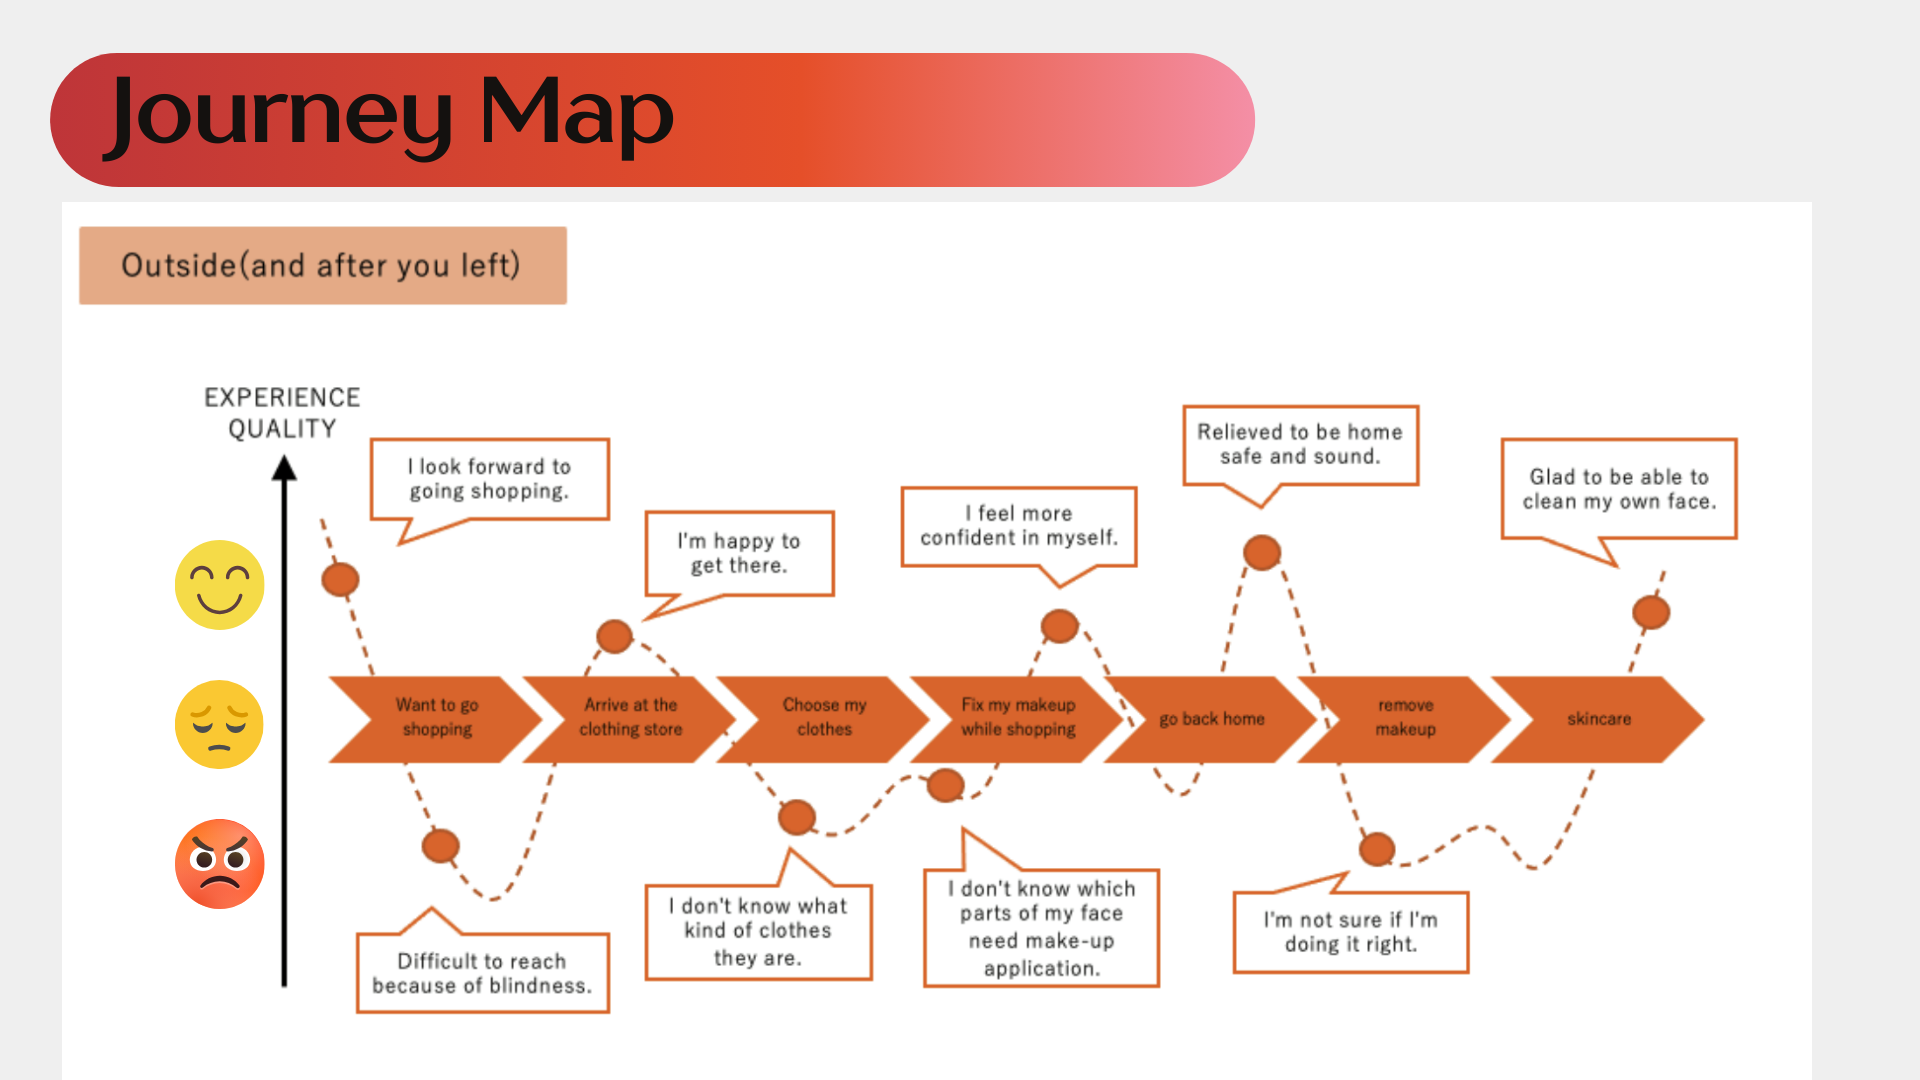 Journey Map
Outside(and after you left)
EXPERIENCE
QUALITY
I look forward to
going shopping.
I'm happy to
get there.
I feel more
confident in myself.
Relieved to be home
safe and sound.
Glad to be able to
clean my own face.
Want to go
shopping
Arrive at the
clothing store
Choose my
clothes
Fix my makeup
while shopping
go back home
remove
makeup
skincare
Difficult to reach
because of blindness.
I don't know what
kind of clothes
they are.
I don't know which
parts of my face
need make-up
application.
I'm not sure if I'm
doing it right.